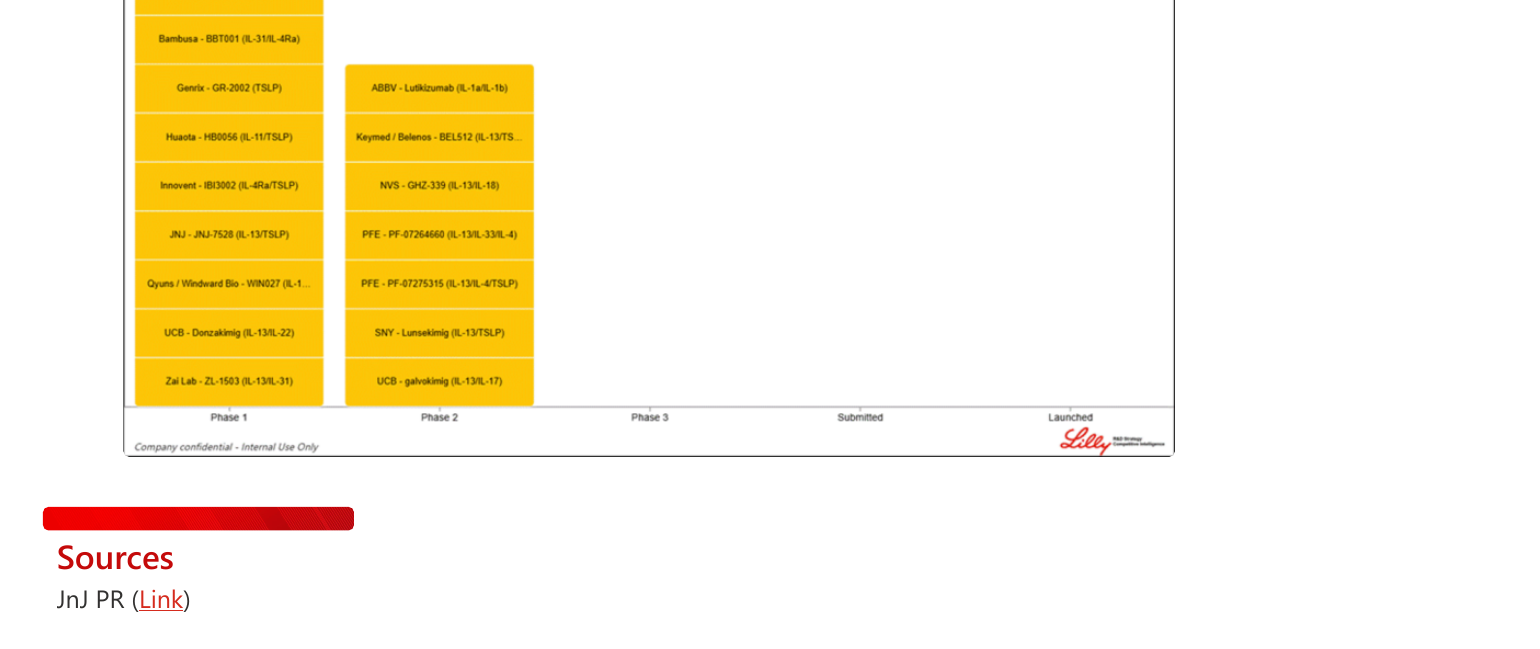 Bambusa - BBT001 (IL-31/IL-4Ra)
Genrix - GR-2002 (TSLP)
ABBV - Lutikizumab (IL-1a/IL-1b)
Huaota - HB0056 (IL-11/TSLP)
Keymed / Belenos - BEL512 (IL-13/TS...
Innovent - IBI3002 (IL-4Ra/TSLP)
NVS - GHZ-339 (IL-13/IL-18)
JNJ - JNJ-7528 (IL-13/TSLP)
PFE - PF-07264660 (IL-13/IL-33/IL-4)
Qyuns / Windward Bio - WIN027 (IL-1...
PFE - PF-07275315 (IL-13/IL-4/TSLP)
UCB - Donzakimig (IL-13/IL-22)
SNY - Lunsekimig (IL-13/TSLP)
Zai Lab - ZL-1503 (IL-13/IL-31)
UCB - galvokimig (IL-13/IL-17)
Phase 1
Phase 2
Phase 3
Submitted
Launched
Company confidential - Internal Use Only
Lilly
R&D Strategy
Competitive Intelligence
Sources
JnJ PR (Link)